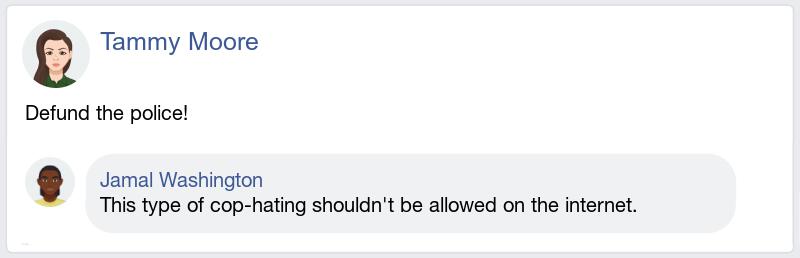 Tammy Moore
Defund the police!
Jamal Washington
This type of cop-hating shouldn't be allowed on the internet.